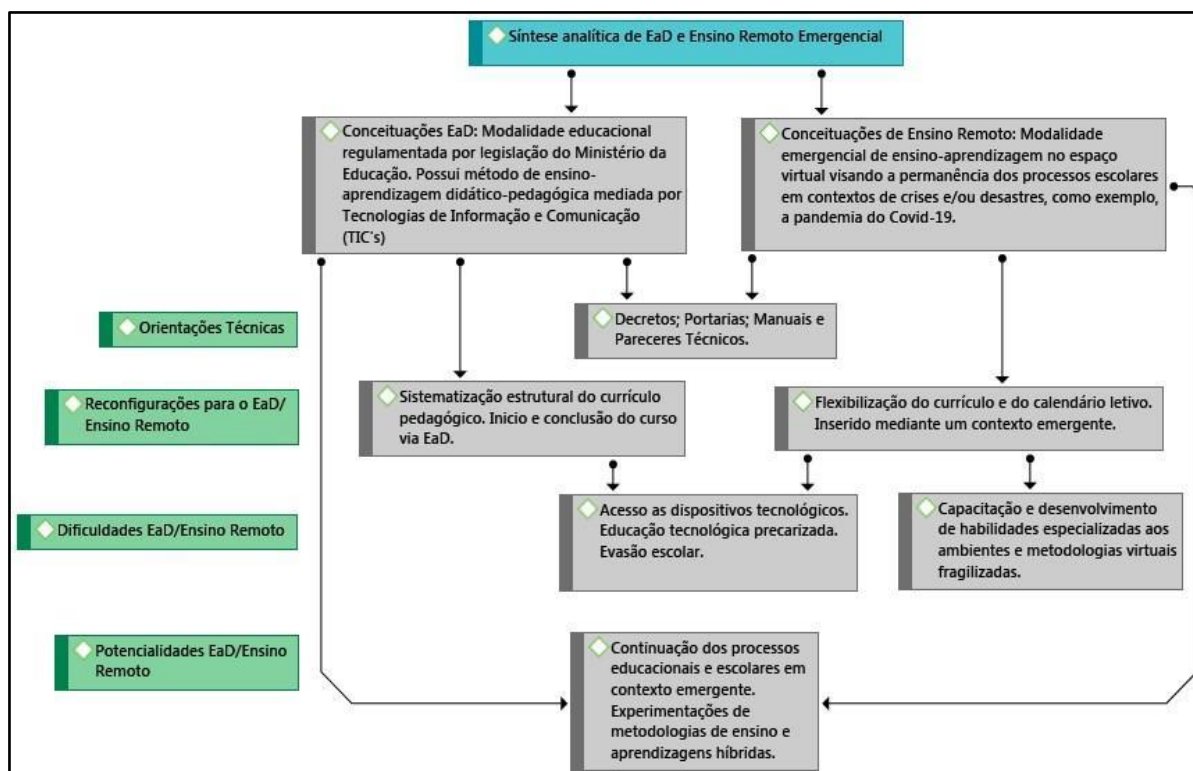 Síntese analítica de EaD e Ensino Remoto Emergencial
Conceituações EaD: Modalidade educacional
regulamentada por legislação do Ministério da
Educação. Possui método de ensino-
aprendizagem didático-pedagógica mediada por
Tecnologias de Informação e Comunicação
(TIC's)
Conceituações de Ensino Remoto: Modalidade
emergencial de ensino-aprendizagem no espaço
virtual visando a permanência dos processos escolares
em contextos de crises e/ou desastres, como exemplo,
a pandemia do Covid-19.
Orientações Técnicas
Decretos; Portarias; Manuais e
Pareceres Técnicos.
Reconfigurações para o EaD/
Ensino Remoto
Sistematização estrutural do currículo
pedagógico. Inicio e conclusão do curso
via EaD.
Flexibilização do currículo e do calendário letivo.
Inserido mediante um contexto emergente.
Dificuldades EaD/Ensino Remoto
Acesso as dispositivos tecnológicos.
Educação tecnológica precarizada.
Evasão escolar.
Capacitação e desenvolvimento
de habilidades especializadas aos
ambientes e metodologias virtuais
fragilizadas.
Potencialidades EaD/Ensino
Remoto
Continuação dos processos
educacionais e escolares em
contexto emergente.
Experimentações de
metodologias de ensino e
aprendizagens híbridas.